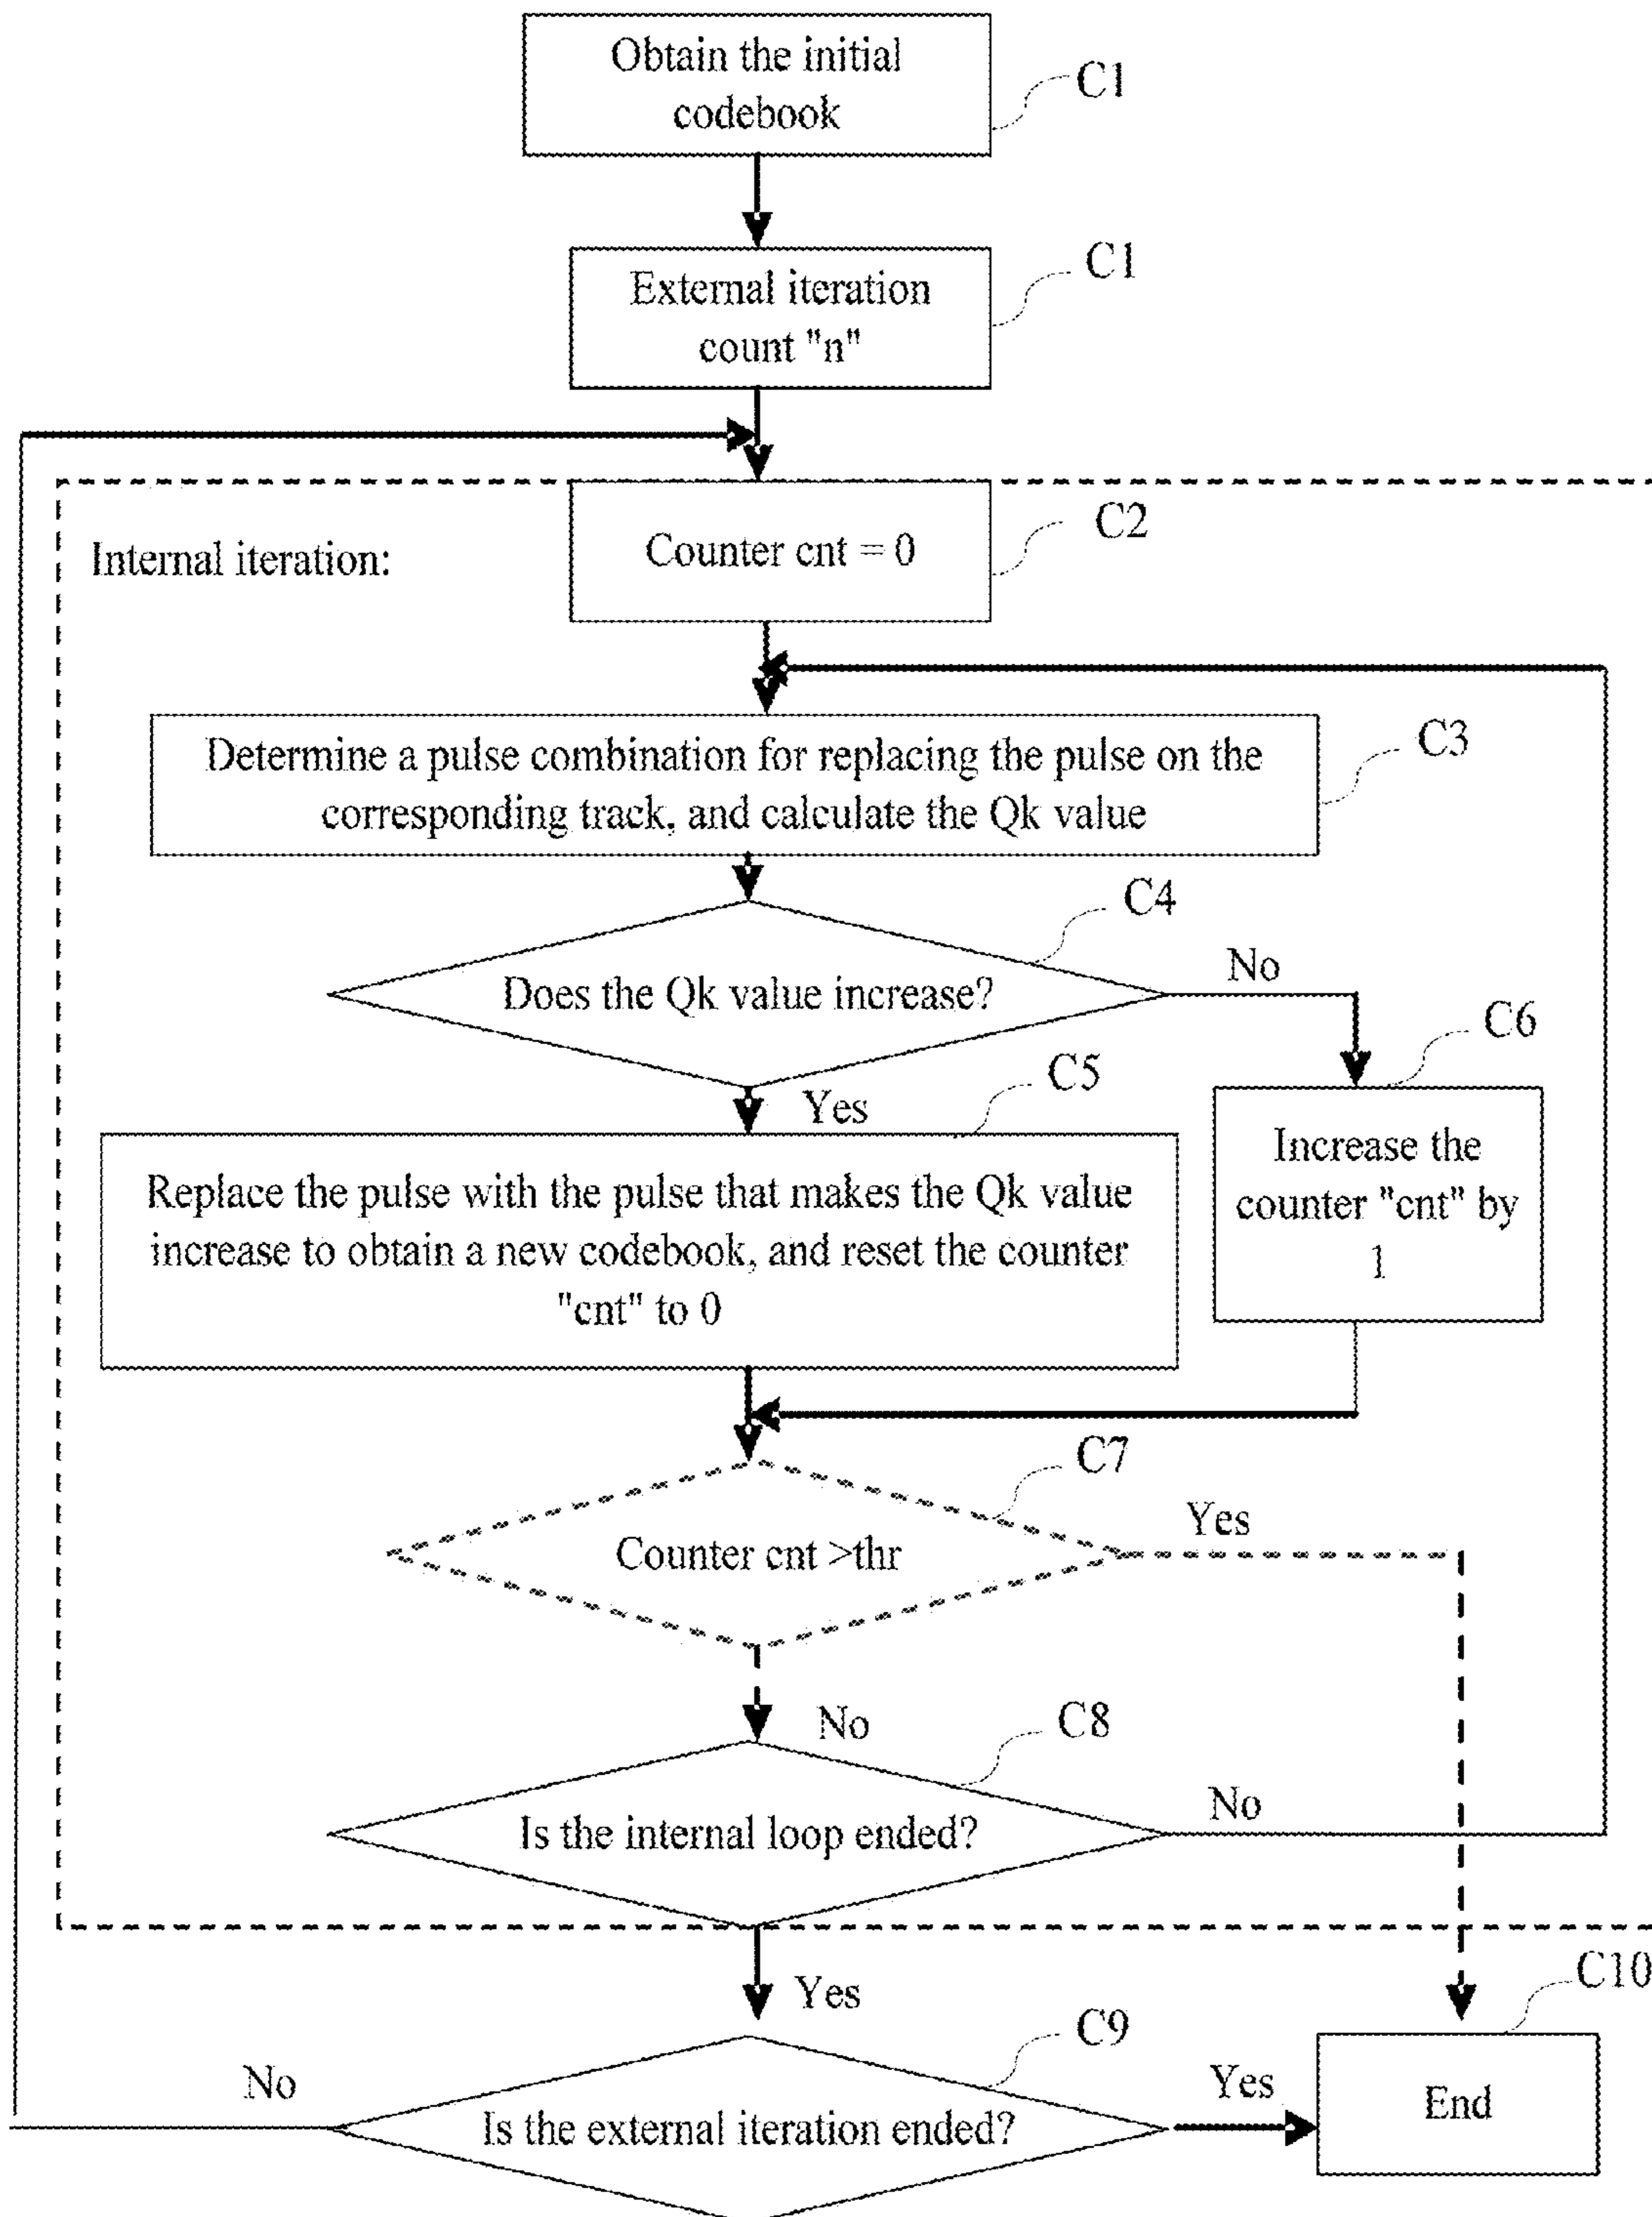 Obtain the initial
codebook
C1
External iteration
count "n"
C1
Internal iteration:
Counter cnt = 0
C2
Determine a pulse combination for replacing the pulse on the
corresponding track, and calculate the Qk value
C3
Does the Qk value increase?
C4
No
Yes
C5
C6
Replace the pulse with the pulse that makes the Qk value
increase to obtain a new codebook, and reset the counter
"cnt" to 0
Increase the
counter "cnt" by
1
Counter cnt >thr
C7
Yes
No
C8
Is the internal loop ended?
No
Yes
C9
C10
No
Is the external iteration ended?
Yes
End